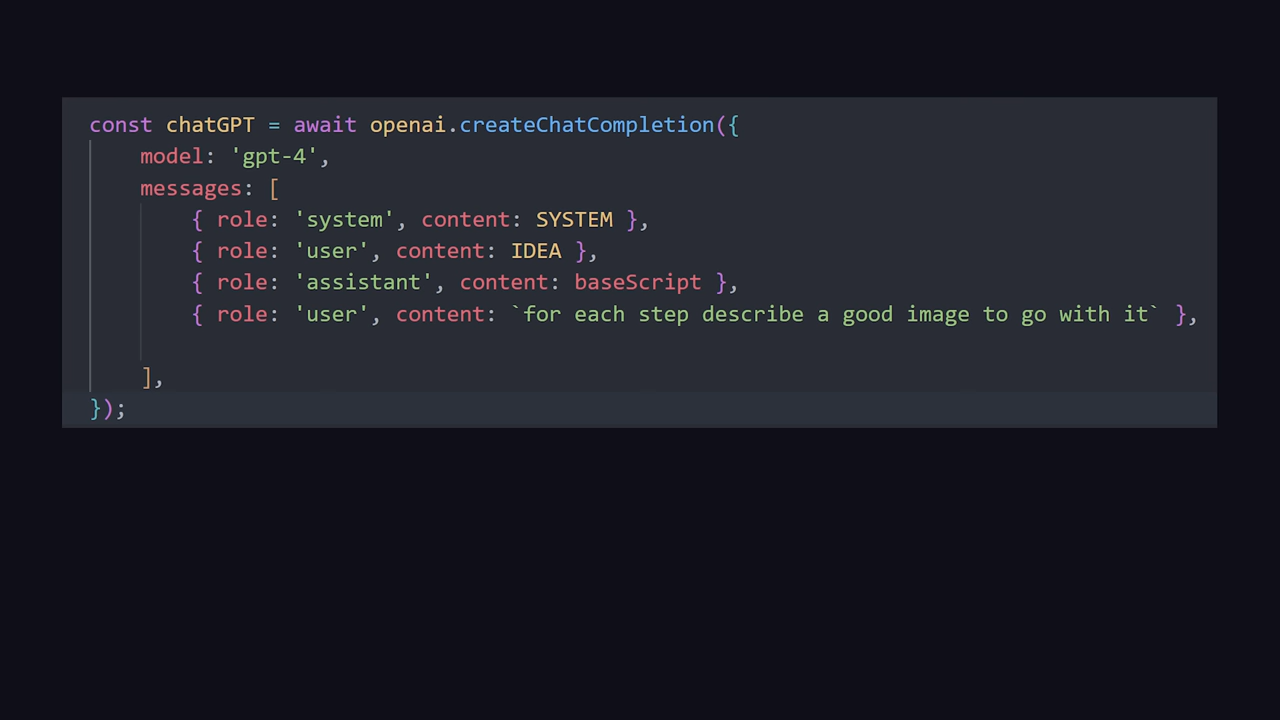 const chatGPT = await openai.createChatCompletion({
    model: 'gpt-4',
    messages: [
        { role: 'system', content: SYSTEM },
        { role: 'user', content: IDEA },
        { role: 'assistant', content: baseScript },
        { role: 'user', content: `for each step describe a good image to go with it` },
    ],
});